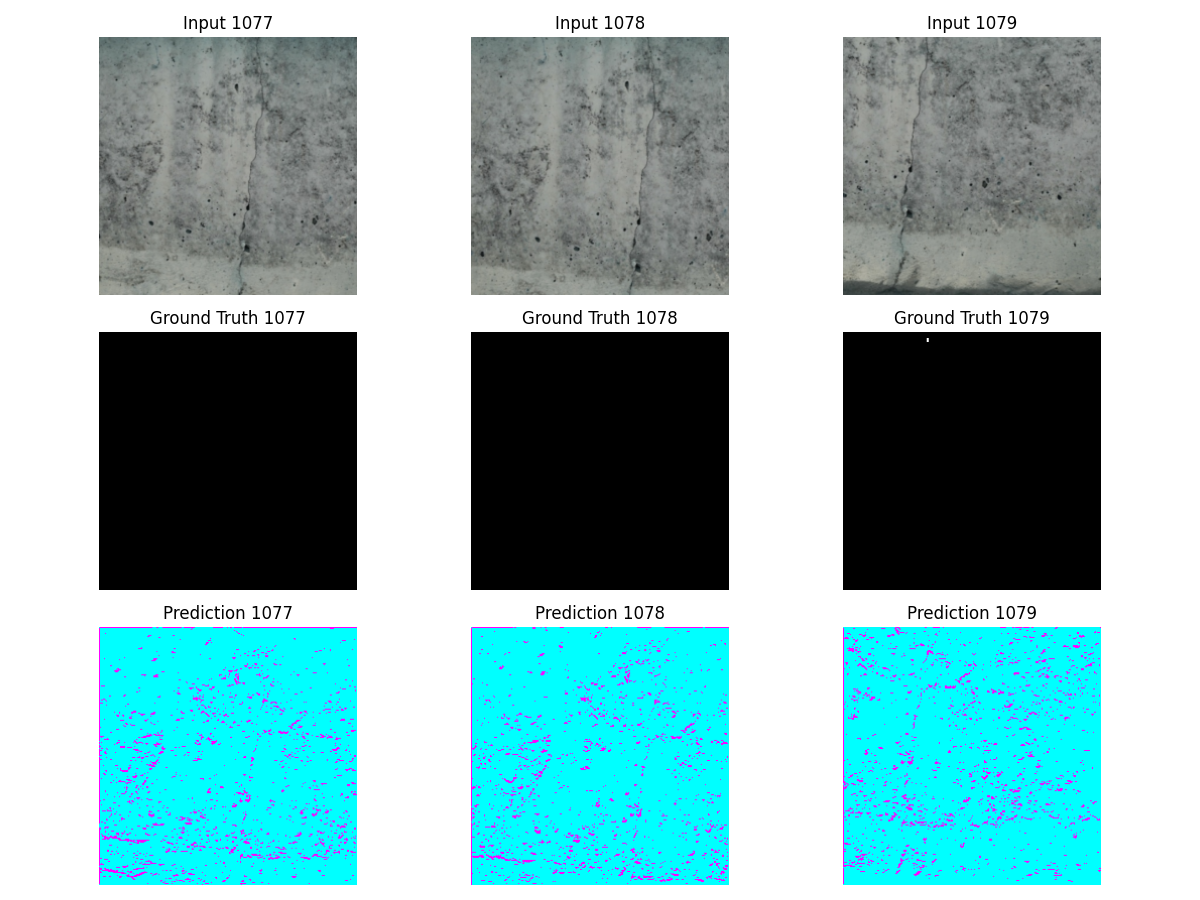 Input 1077
Input 1078
Input 1079
Ground Truth 1077
Ground Truth 1078
Ground Truth 1079
Prediction 1077
Prediction 1078
Prediction 1079